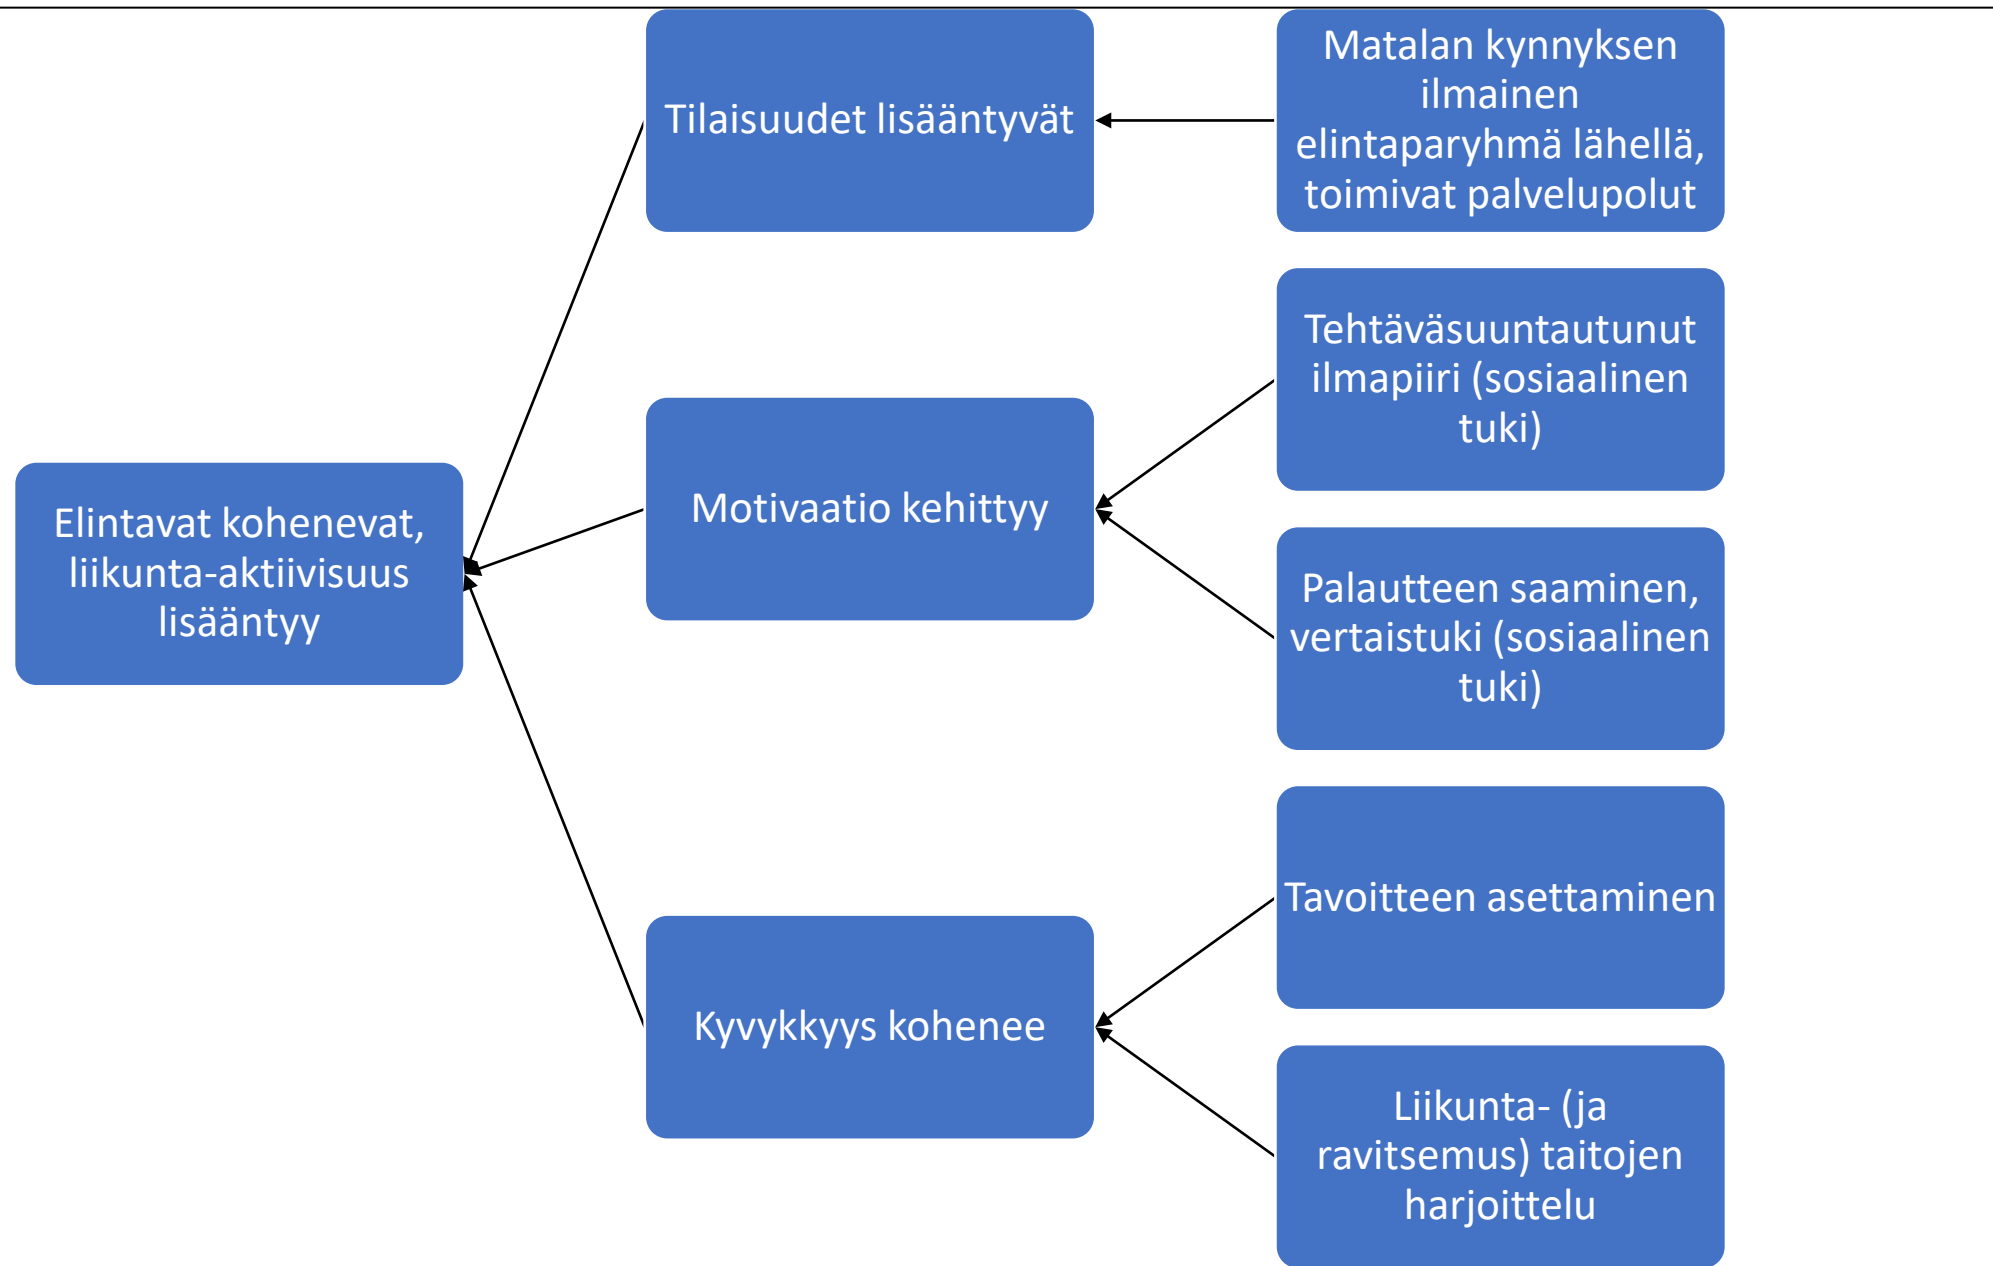 Tilaisuudet lisääntyvät
Matalan kynnyksen
ilmainen
elintaparyhmä lähellä,
toimivat palvelupolut
Tehtäväsuuntautunut
ilmapiiri (sosiaalinen
tuki)
Motivaatio kehittyy
Elintavat kohenevat,
liikunta-aktiivisuus
lisääntyy
Palautteen saaminen,
vertaistuki (sosiaalinen
tuki)
Tavoitteen asettaminen
Kyvykkyys kohenee
Liikunta- (ja
ravitsemus) taitojen
harjoittelu